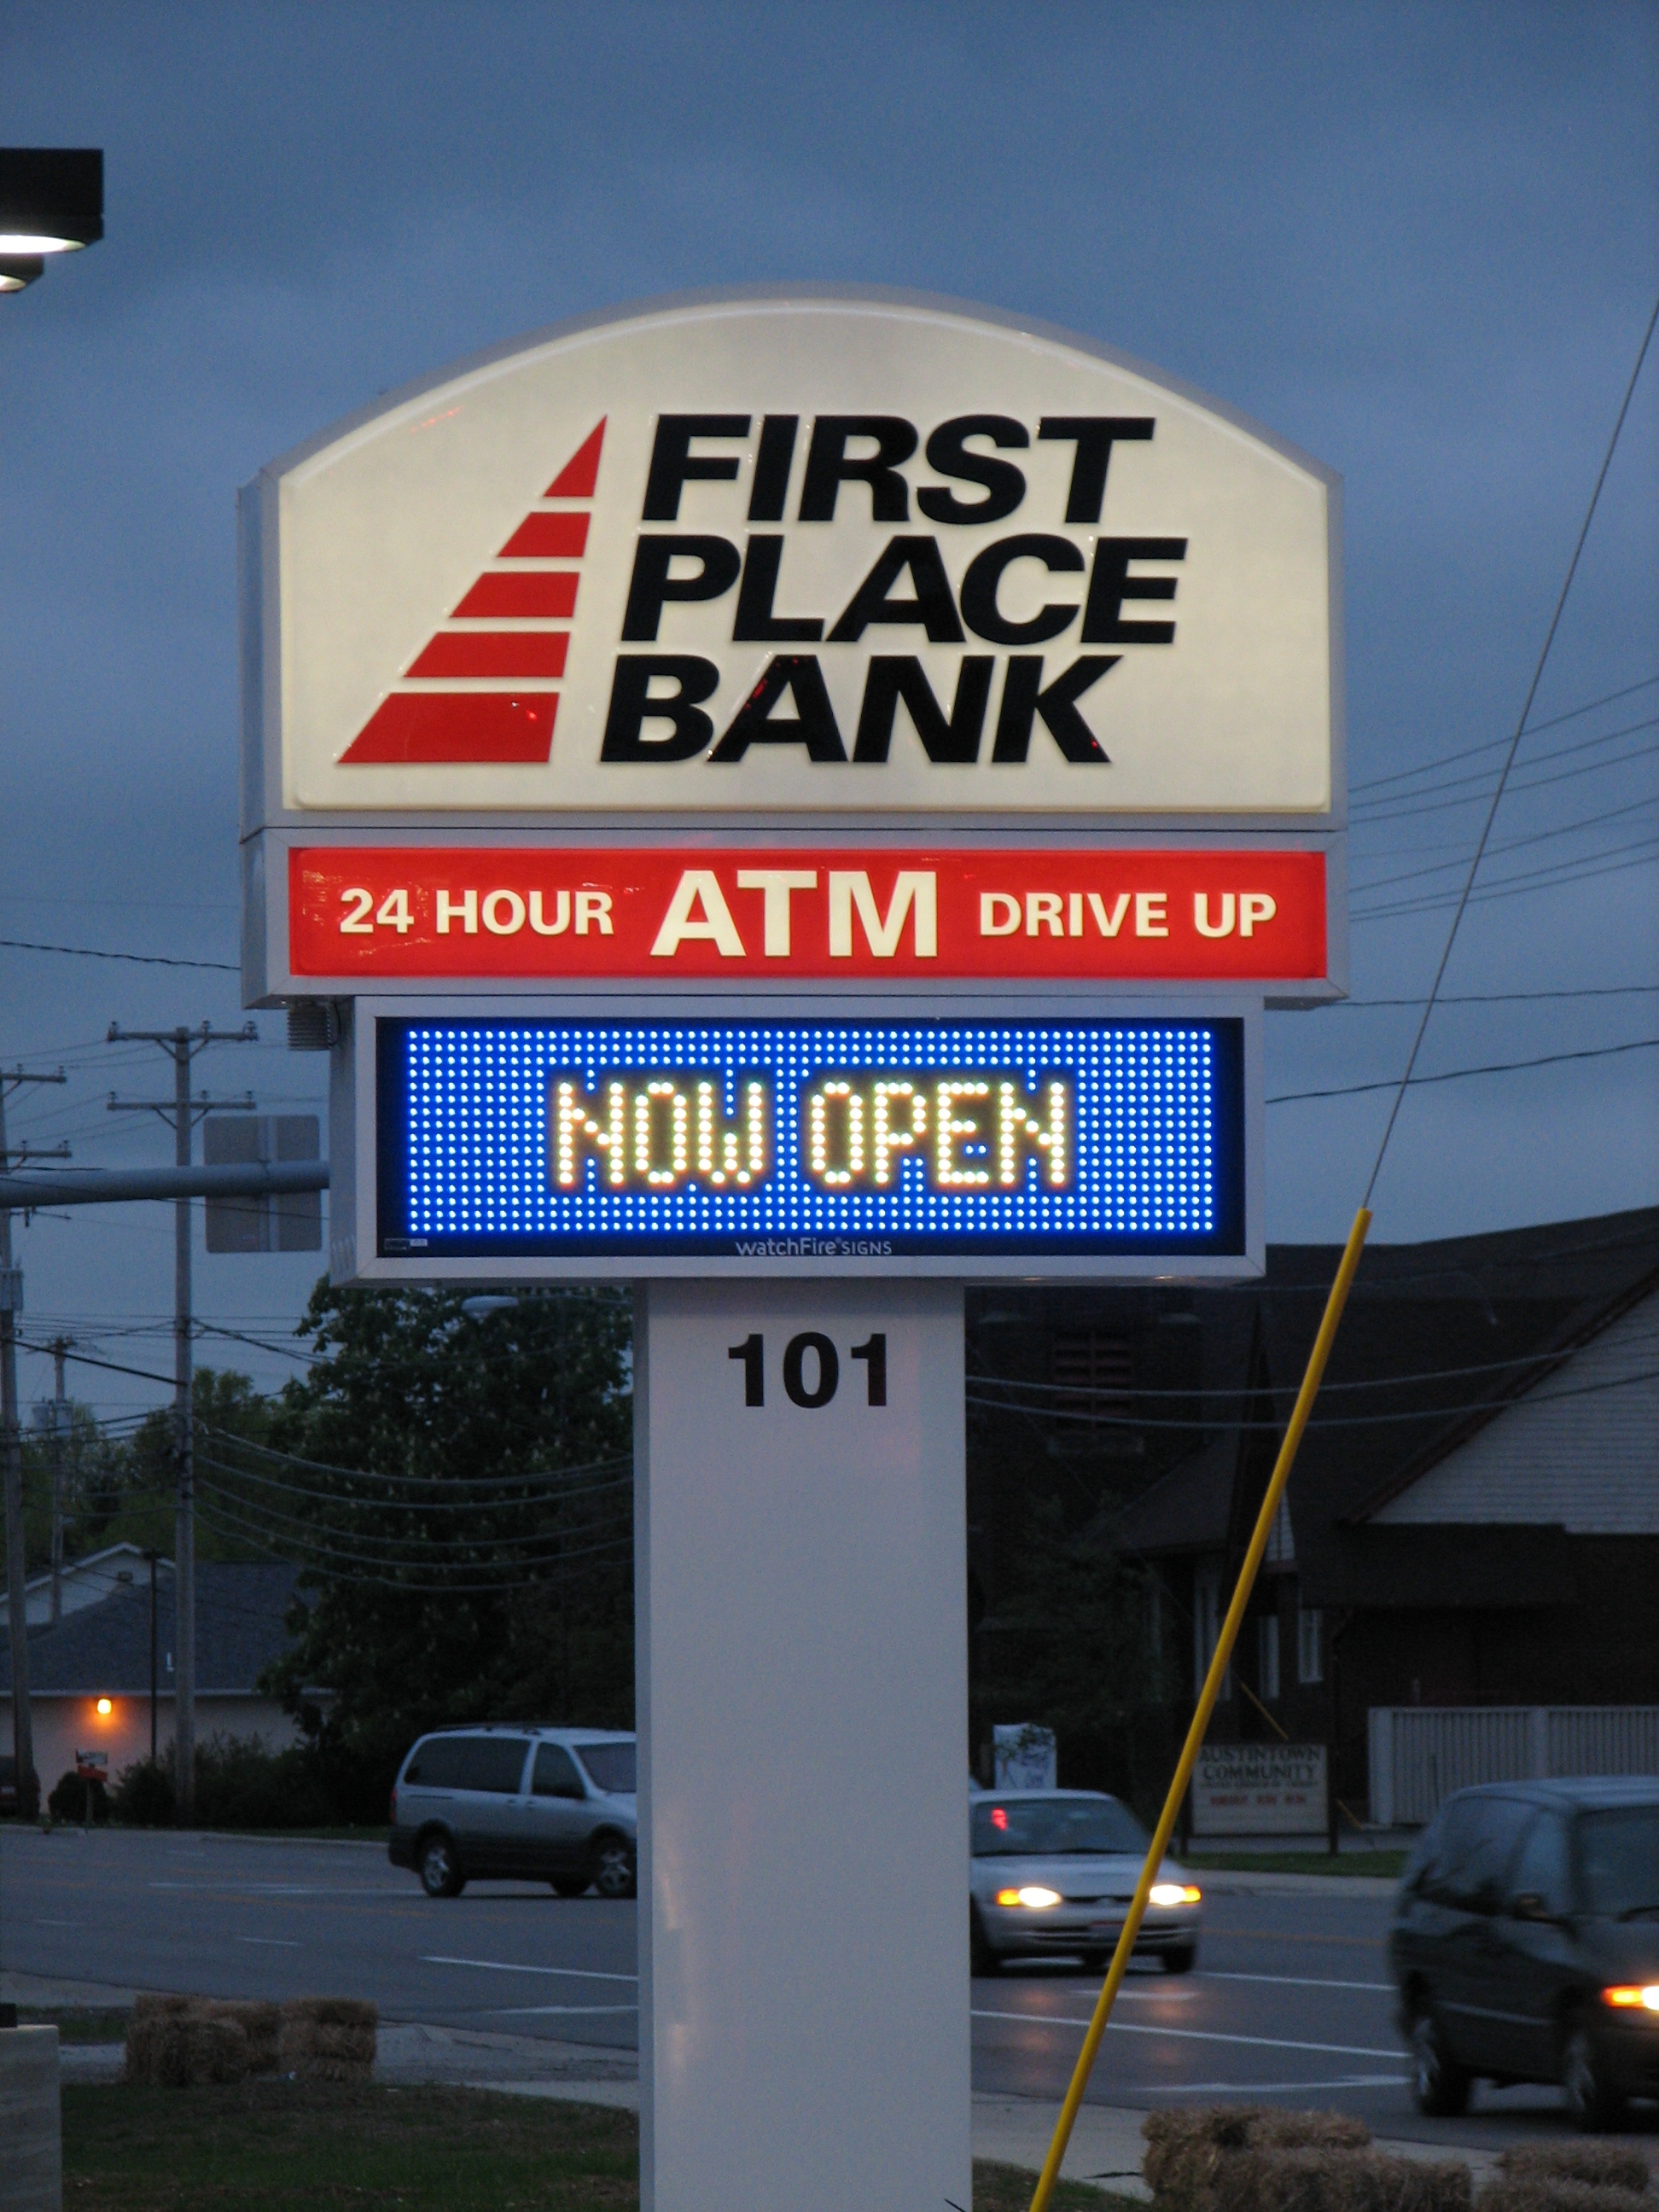 FIRST
PLACE
BANK
24 HOUR ATM DRIVE UP
NOW OPEN
watchFire SIGNS
101
AUSTINTOWN
COMMUNITY